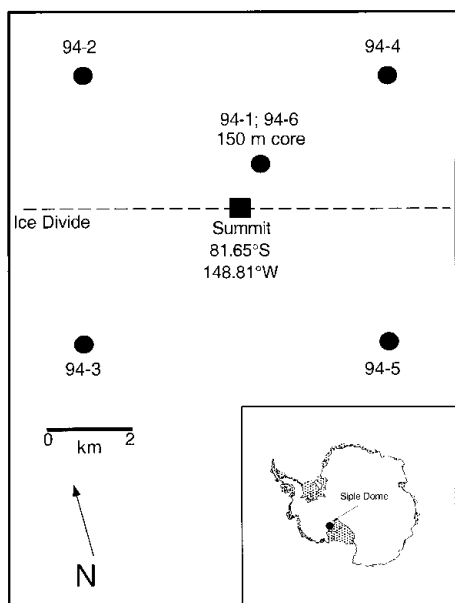 94-2
94-4
94-1; 94-6
150 m core
Ice Divide
Summit
81.65°S
148.81°W
94-3
94-5
0 2
km
N
Siple Dome